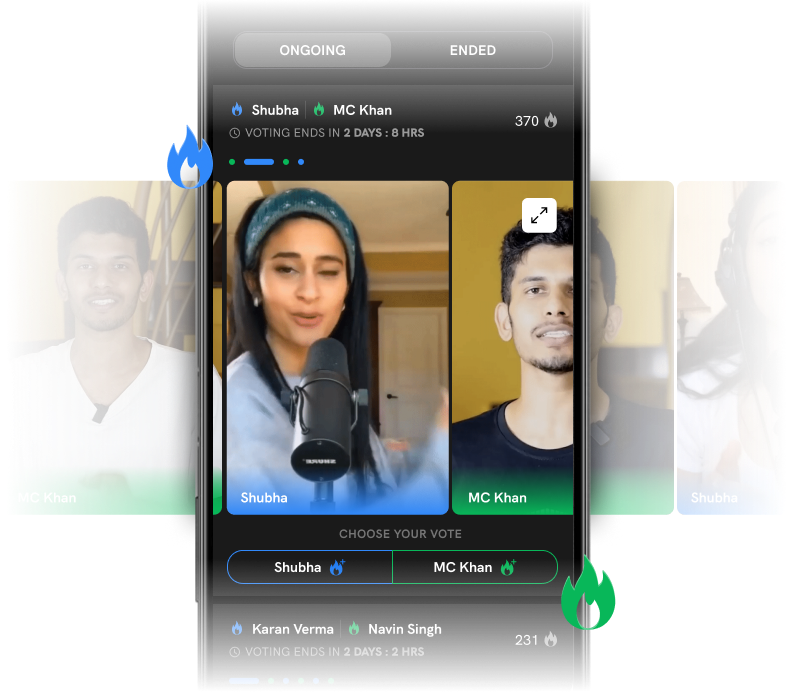 ONGOING ENDED
Shubha MC Khan
370
VOTING ENDS IN 2 DAYS : 8 HRS
MC Khan Shubha MC Khan Shubha
CHOOSE YOUR VOTE
Shubha MC Khan
Karan Verma Navin Singh
231
VOTING ENDS IN 2 DAYS : 2 HRS